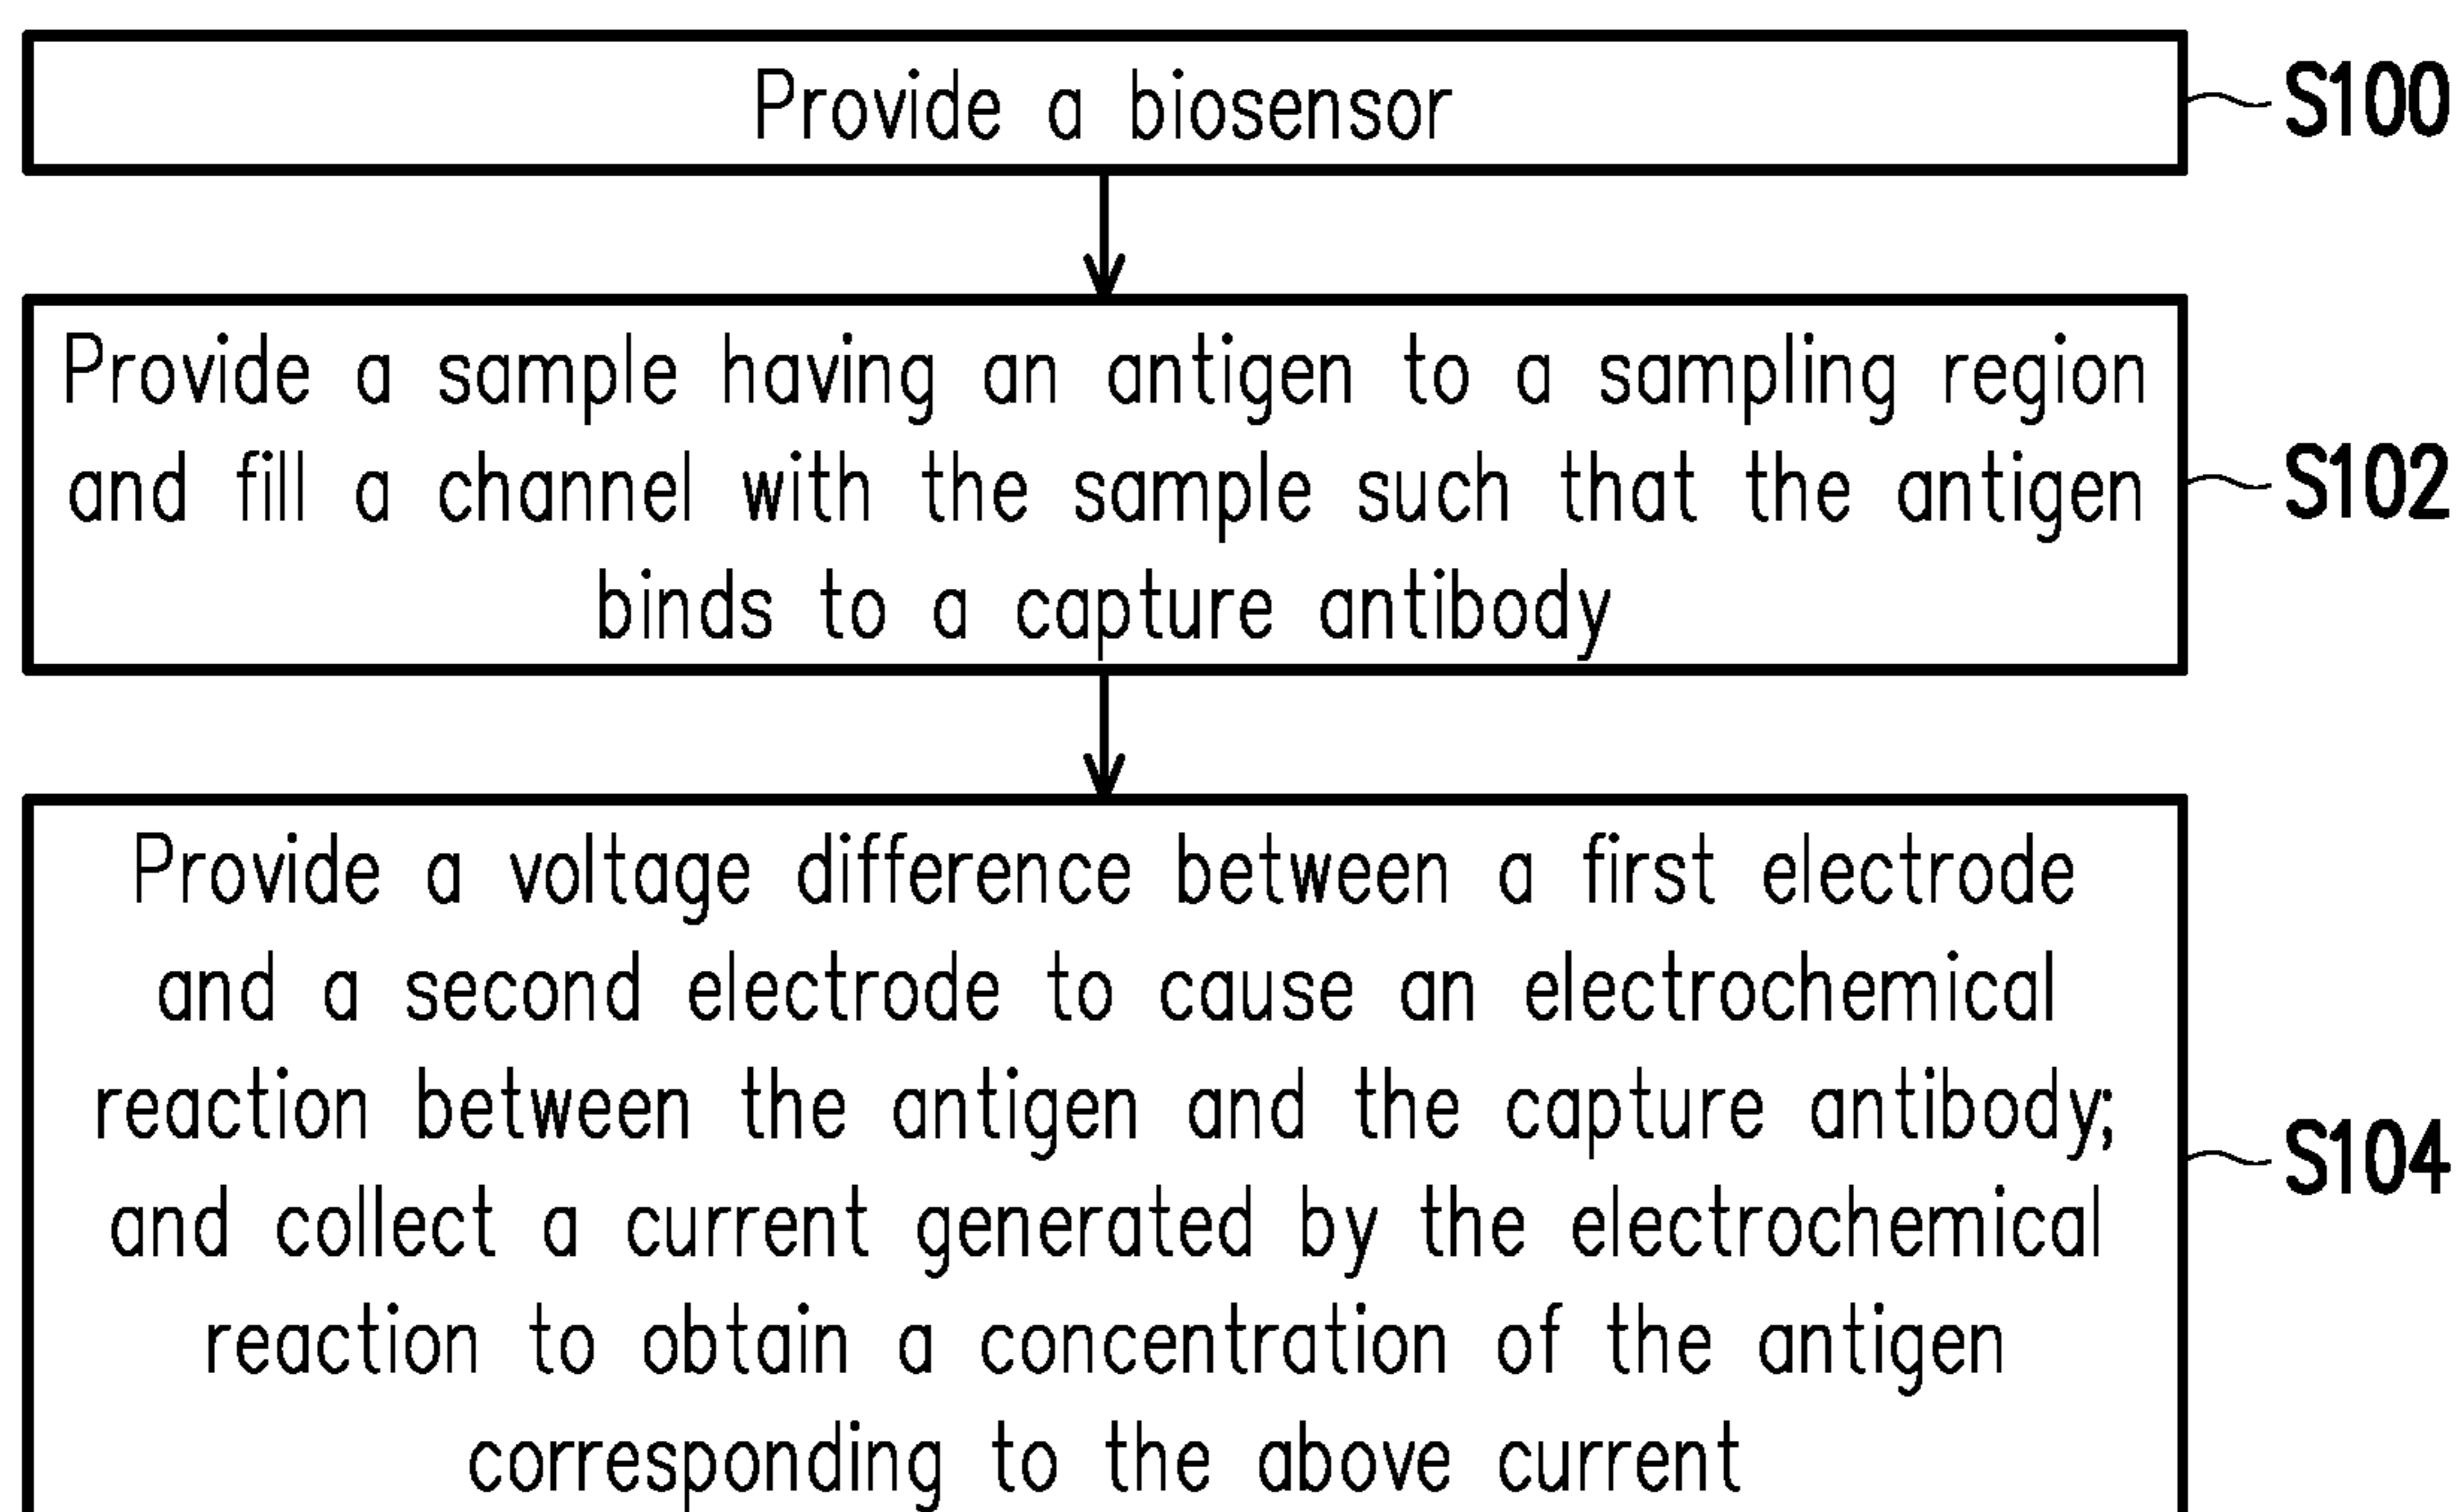 Provide a biosensor
S100
Provide a sample having an antigen to a sampling region
and fill a channel with the sample such that the antigen
binds to a capture antibody
S102
Provide a voltage difference between a first electrode
and a second electrode to cause an electrochemical
reaction between the antigen and the capture antibody;
and collect a current generated by the electrochemical
reaction to obtain a concentration of the antigen
corresponding to the above current
S104